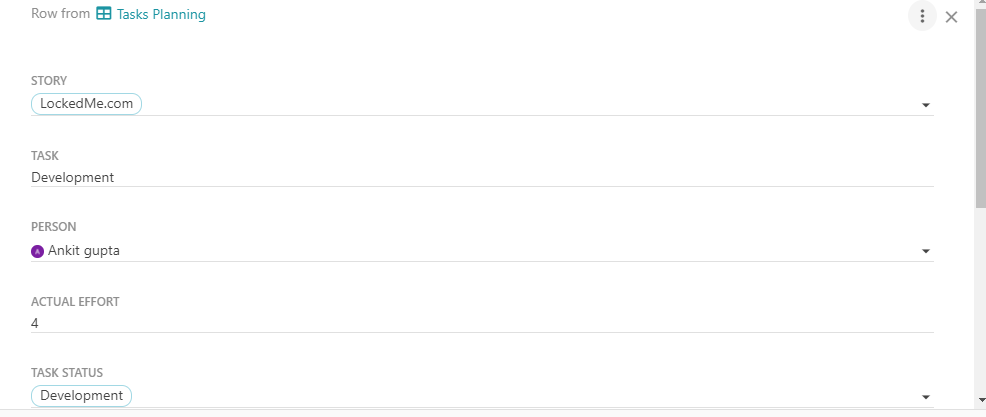 Row from Tasks Planning
STORY
LockedMe.com
TASK
Development
PERSON
A Ankit gupta
ACTUAL EFFORT
4
TASK STATUS
Development